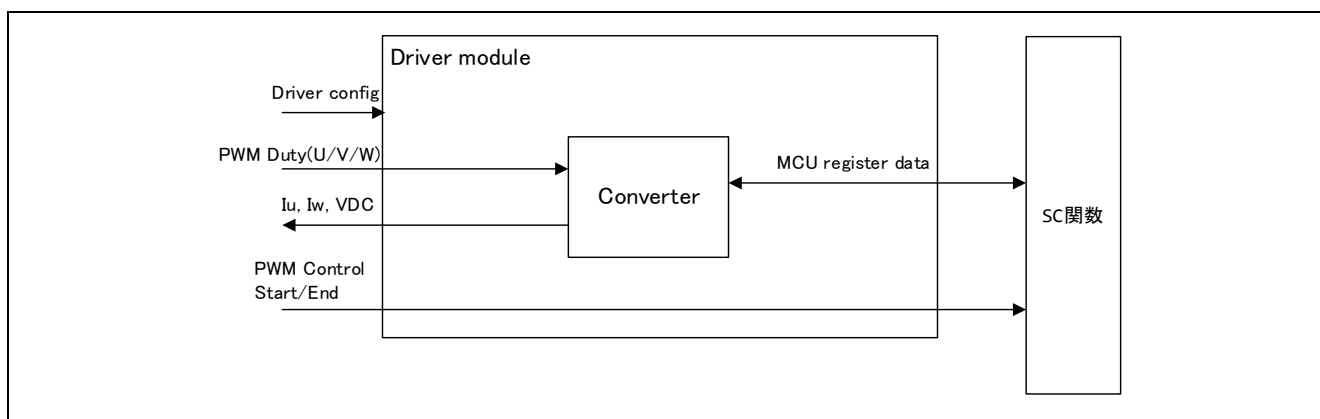 Driver module
Driver config
PWM Duty(U/V/W)
MCU register data
Converter
Iu, Iw, VDC
SC関数
PWM Control
Start/End